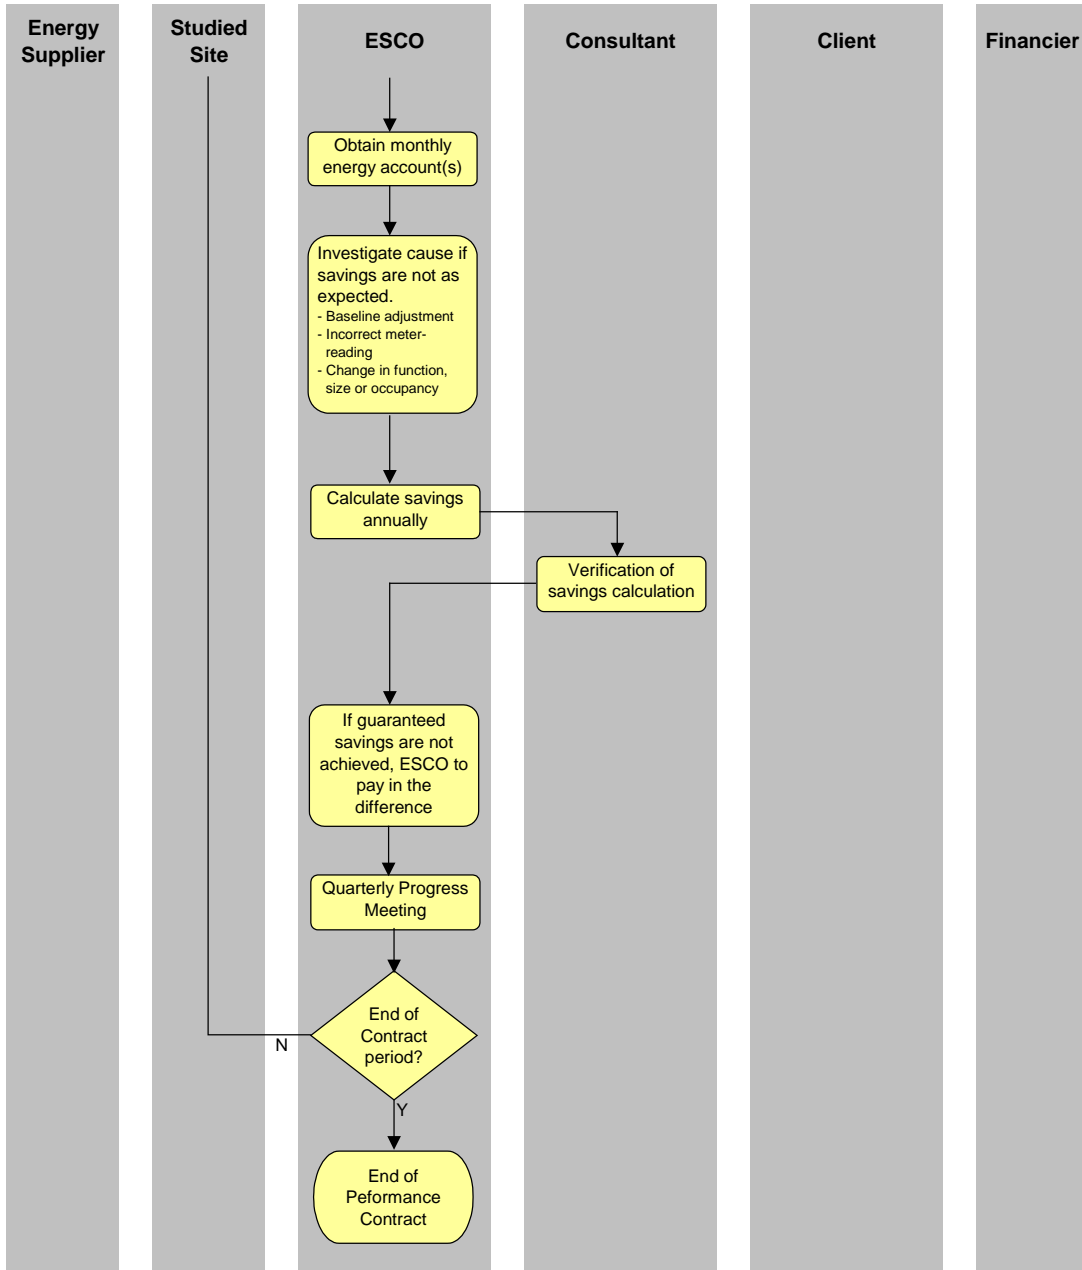 Energy
Supplier
Studied
Site
ESCO
Consultant
Client
Financier
Obtain monthly
energy account(s)
Investigate cause if
savings are not as
expected.
- Baseline adjustment
- Incorrect meter-
reading
- Change in function,
size or occupancy
Calculate savings
annually
Verification of
savings calculation
If guaranteed
savings are not
achieved, ESCO to
pay in the
difference
Quarterly Progress
Meeting
End of
Contract
period?
N
Y
End of
Peformance
Contract